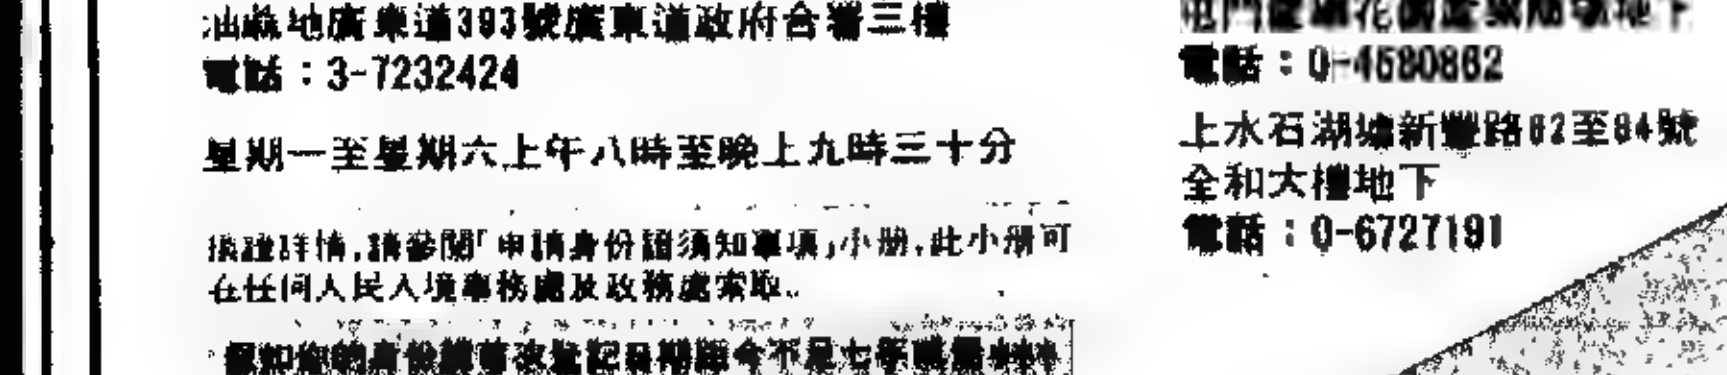 油麻地廣東道393號廣東道政府合署三樓
電話：3-7232424
星期一至星期六上午八時至晚上九時三十分
換證詳情，請參閱「申請身份證須知事項」小册，此小册可
在任何人民入境事務處及政務處索取。
電話：0-4580862
上水石湖墟新豐路82至84號
全和大樓地下
電話：0-6727191